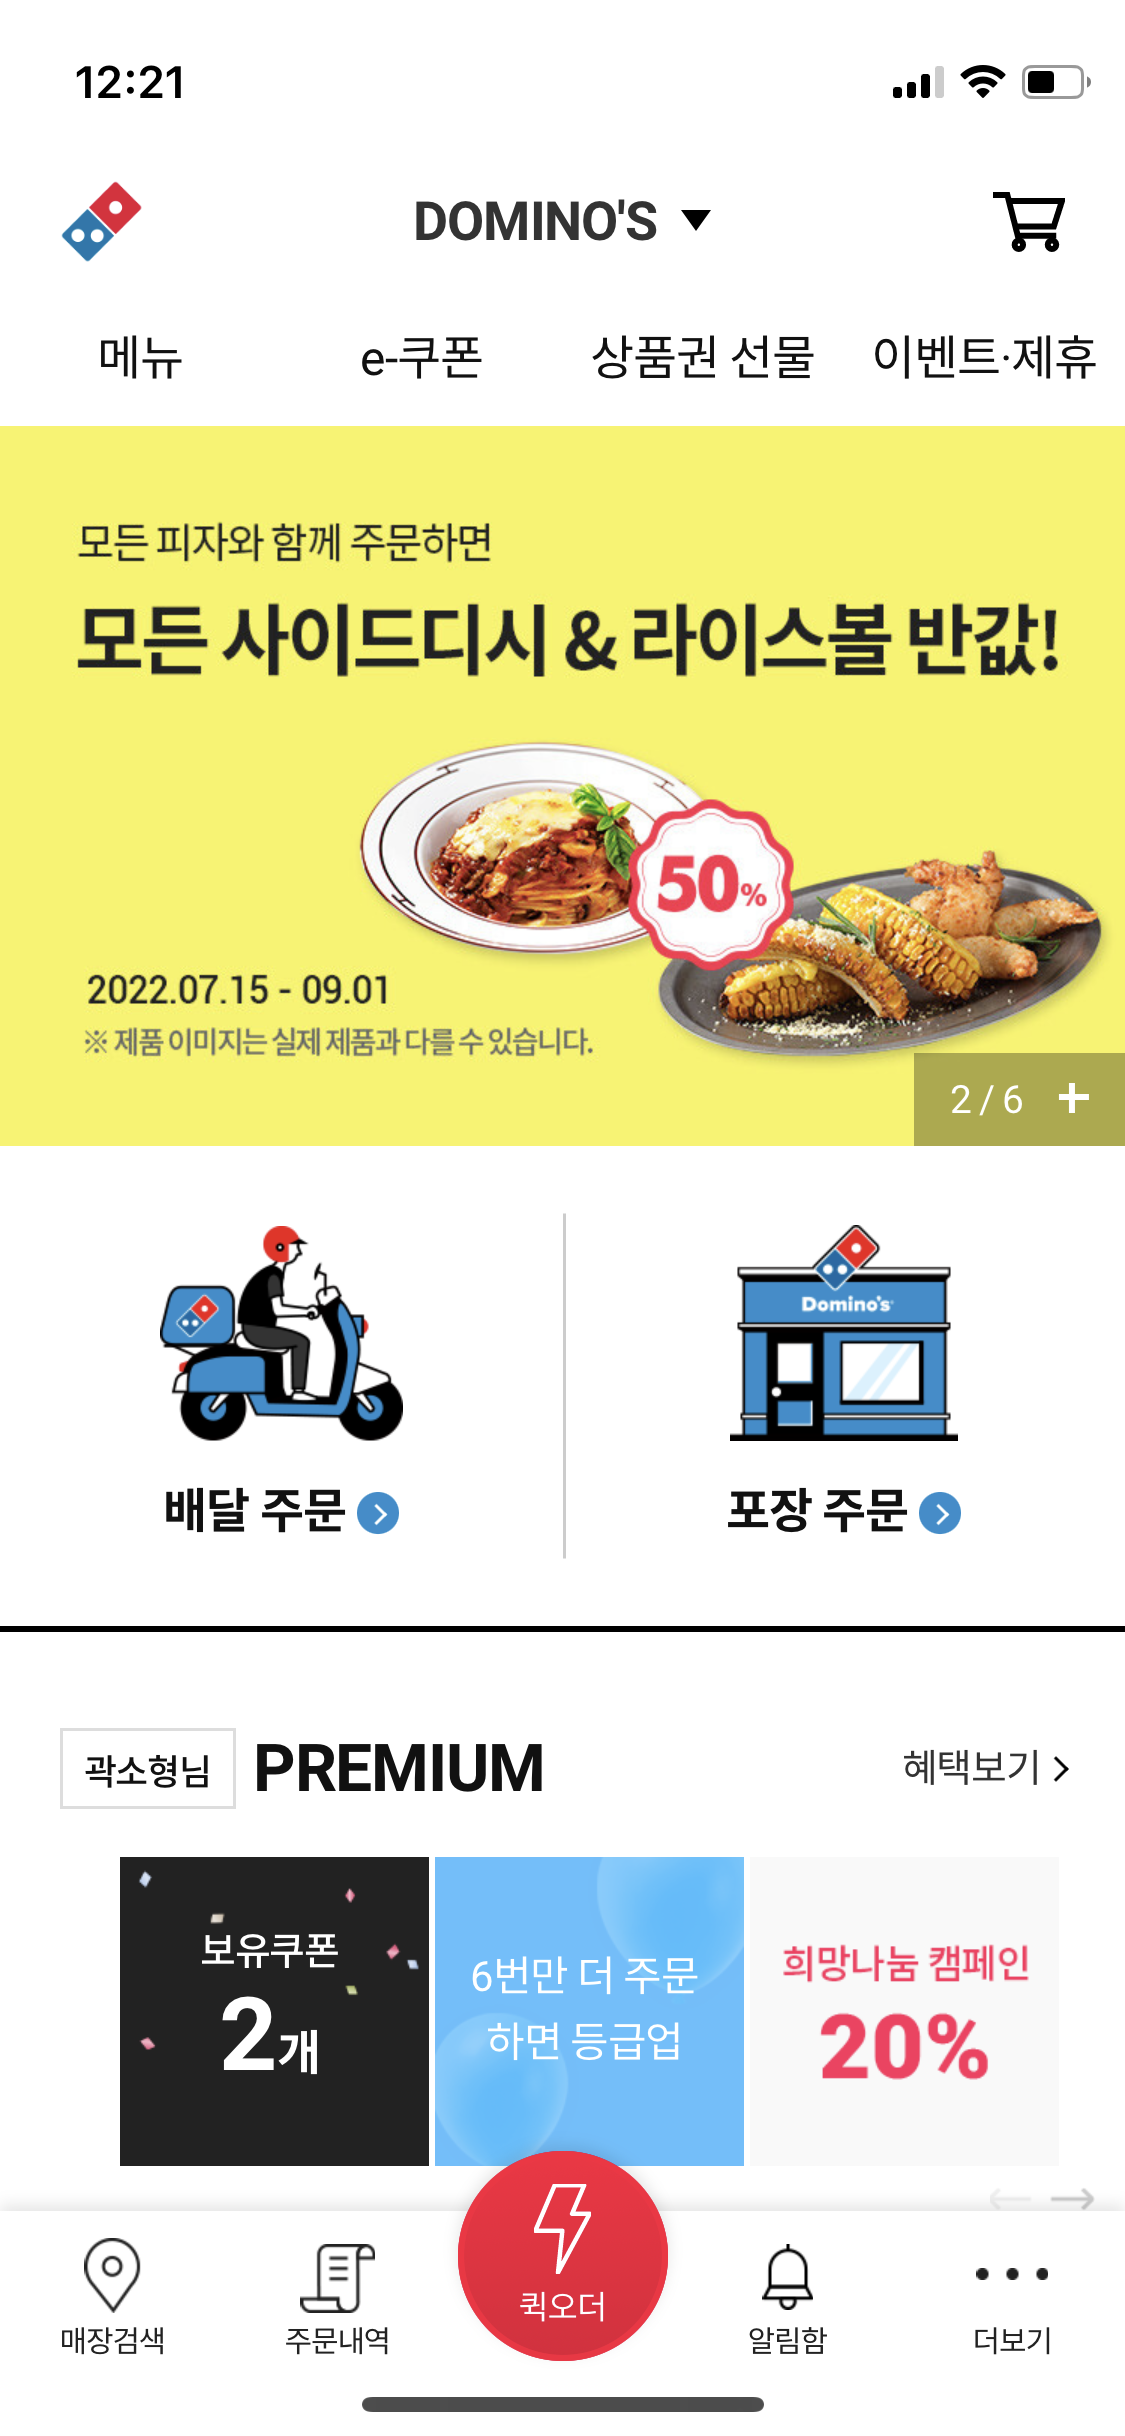 12:21
DOMINO'S
메뉴 e-쿠폰 상품권 선물 이벤트·제휴
모든 피자와 함께 주문하면
모든 사이드디시 & 라이스볼 반값!
50%
2022.07.15 - 09.01
※ 제품 이미지는 실제 제품과 다를 수 있습니다.
2 / 6 +
Domino's
배달 주문
포장 주문
곽소형님 PREMIUM 혜택보기
보유쿠폰
2개
6번만 더 주문
하면 등급업
희망나눔 캠페인
20%
매장검색 주문내역 퀵오더 알림함 더보기